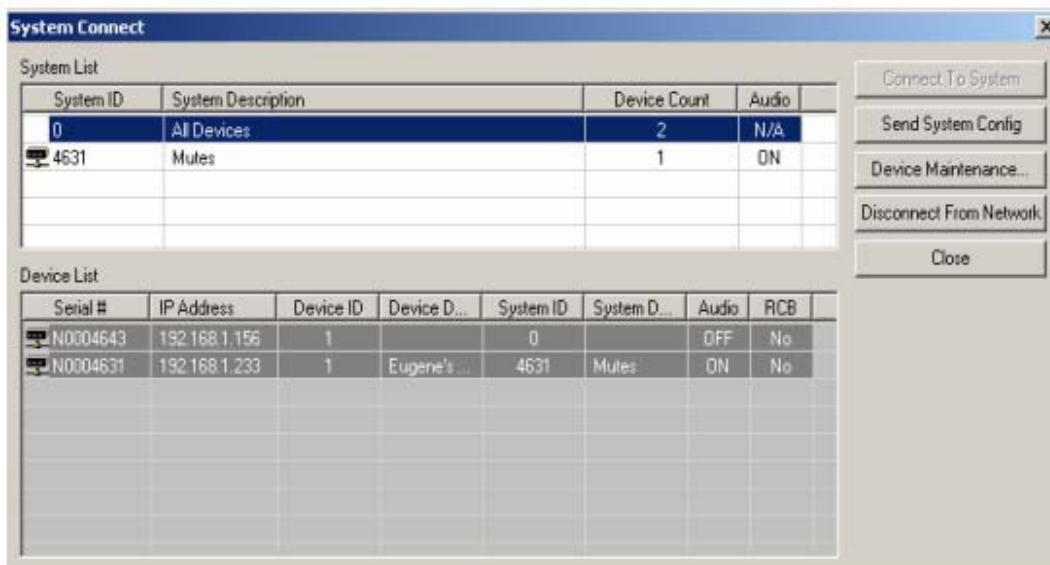 System Connect
System List
System ID System Description Device Count Audio
0 All Devices 2 N/A
4631 Mutes 1 ON
Connect To System
Send System Config
Device Maintenance...
Disconnect From Network
Close
Device List
Serial # IP Address Device ID Device D... System ID System D... Audio RCB
N0004643 192.168.1.156 1 0 OFF No
N0004631 192.168.1.233 1 Eugene's ... 4631 Mutes ON No